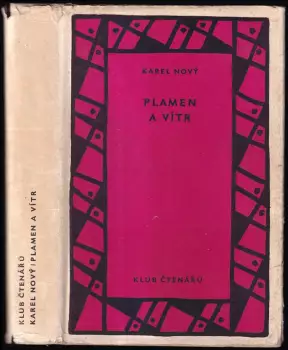 KLUB ČTENÁŘŮ
KAREL NOVÝ / PLAMEN A VÍTR
KAREL NOVÝ
PLAMEN
A VÍTR
KLUB ČTENÁŘŮ